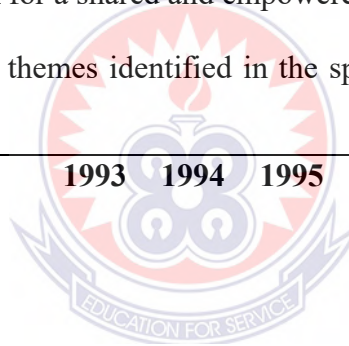 for a shared and empowere
themes identified in the sp
1993 1994 1995
EDUCATION FOR SERVICE